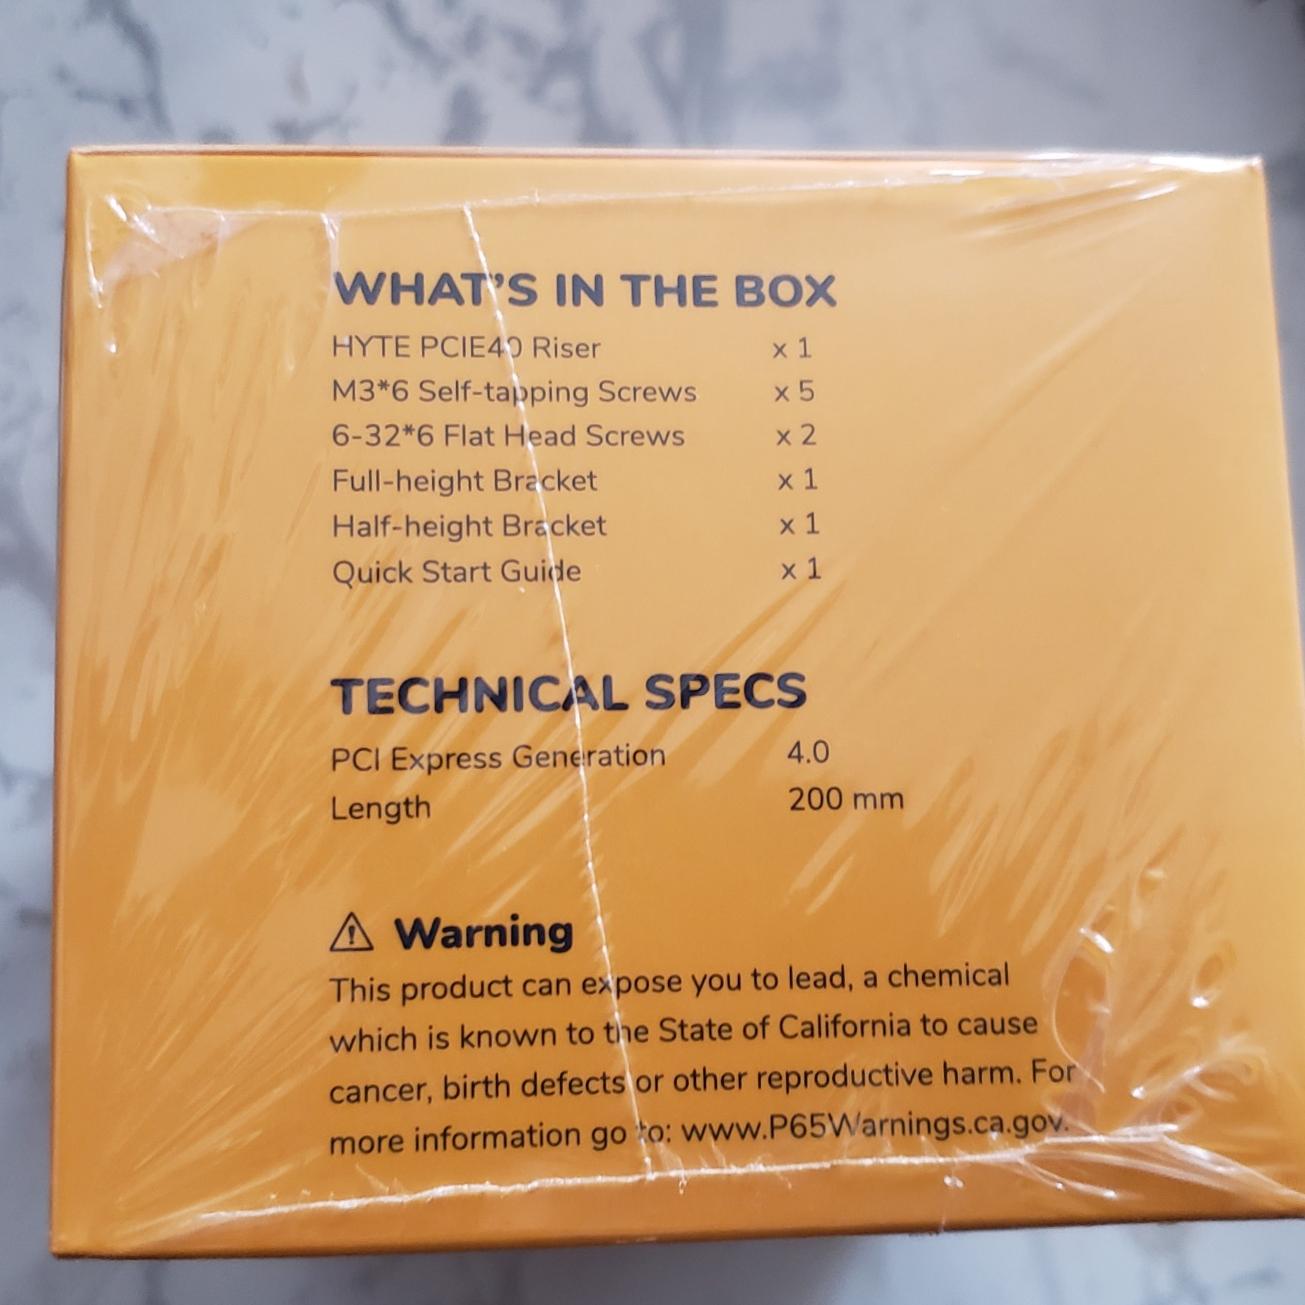 WHAT'S IN THE BOX
HYTE PCIE40 Riser x 1
M3*6 Self-tapping Screws x 5
6-32*6 Flat Head Screws x 2
Full-height Bracket x 1
Half-height Bracket x 1
Quick Start Guide x 1
TECHNICAL SPECS
PCI Express Generation 4.0
Length 200 mm
Warning
This product can expose you to lead, a chemical
which is known to the State of California to cause
cancer, birth defects or other reproductive harm. For
more information go to: www.P65Warnings.ca.gov.